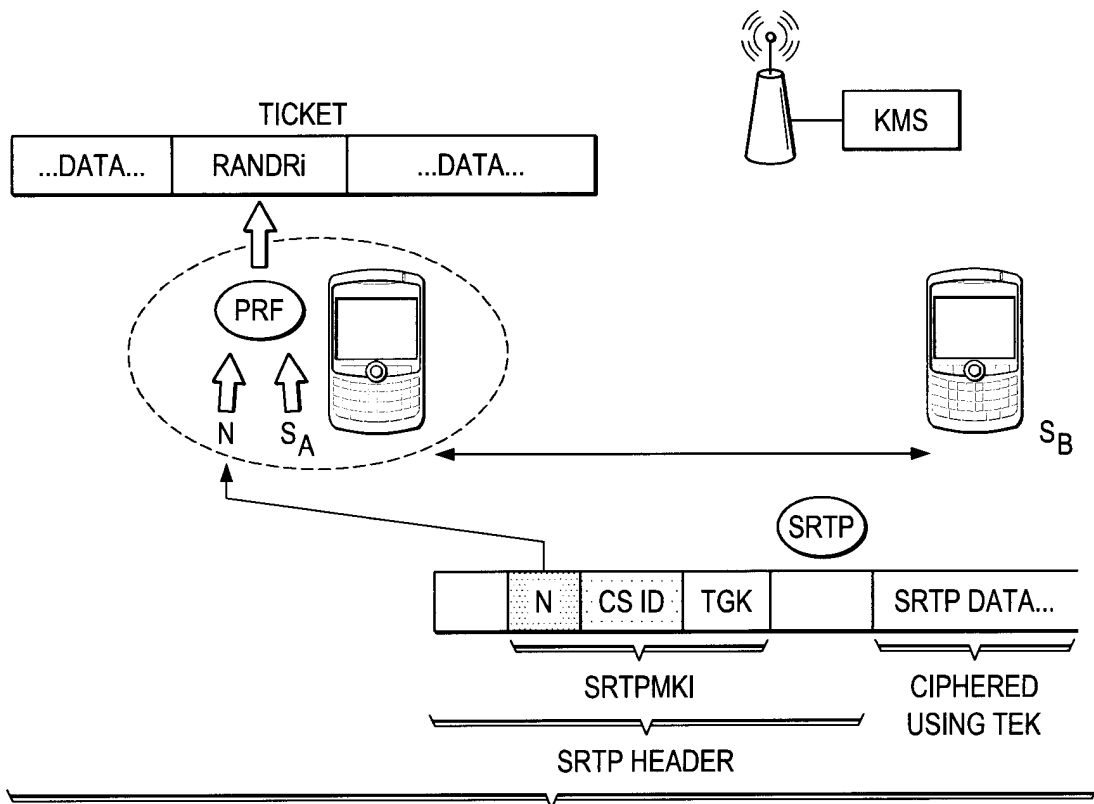 TICKET
KMS
...DATA... RANDRi ...DATA...
PRF
N SA
SB
SRTP
N CS ID TGK SRTP DATA...
SRTPMKI
CIPHERED
USING TEK
SRTP HEADER